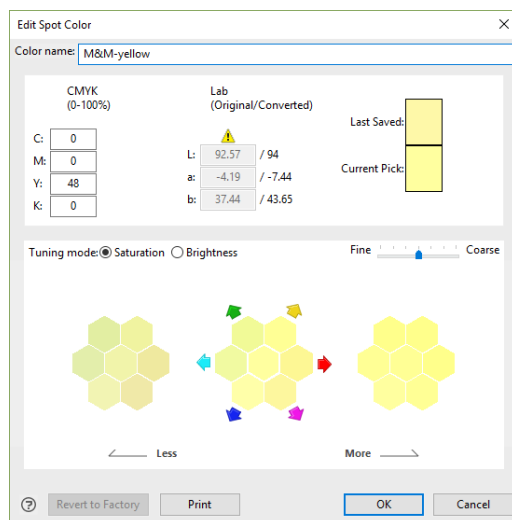 Edit Spot Color
Color name: M&M-yellow
CMYK
(0-100%)
Lab
(Original/Converted)
C: 0
M: 0
Y: 48
K: 0
L: 92.57 / 94
a: -4.19 / -7.44
b: 37.44 / 43.65
Last Saved:
Current Pick:
Tuning mode: Saturation Brightness
Fine Coarse
Less More
Revert to Factory Print OK Cancel